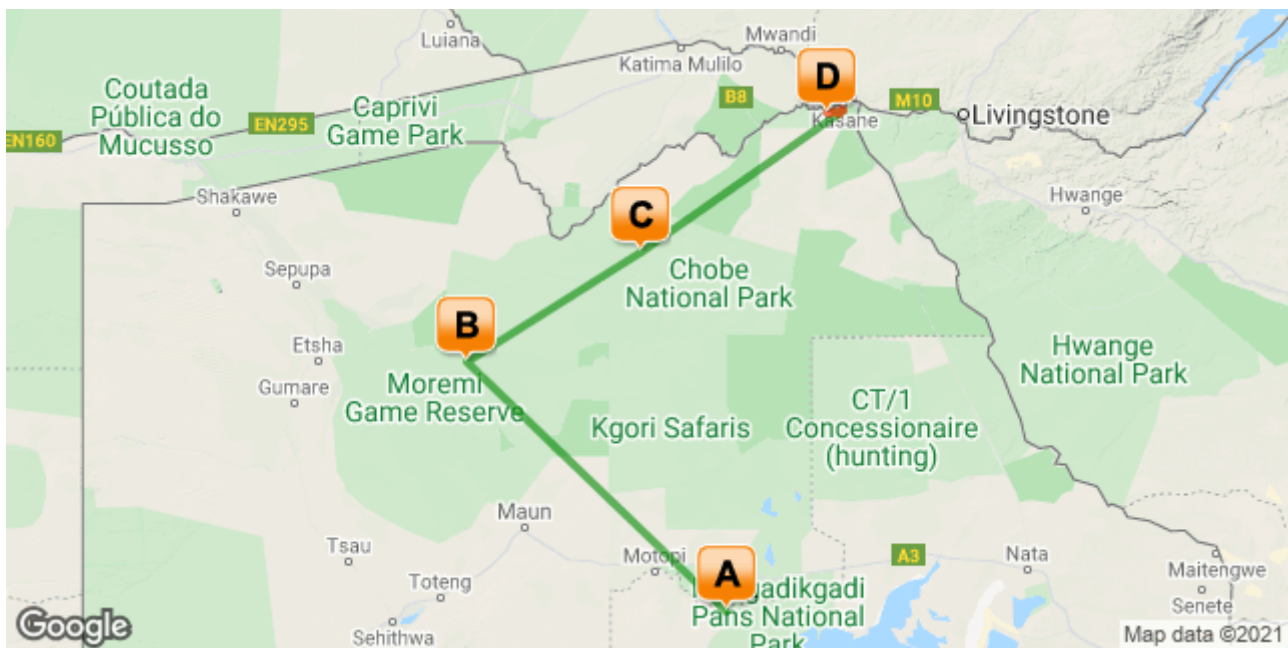 Luiana
Mwandi
Katima Mulilo
D
Coutada
Pública do
Mucusso
Caprivi
Game Park
B8
M10
EN295
EN160
Kasane
Livingstone
Shakawe
Hwange
C
Sepupa
Chobe
National Park
B
Etsha
Gumare
Moremi
Game Reserve
Hwange
National Park
Kgori Safaris
CT/1
Concessionaire
(hunting)
Maun
Tsau
Motopi
A
A3
Nata
Maitengwe
Toteng
gadikgadi
Pans National
Park
Senete
Sehithwa
Google
Map data ©2021